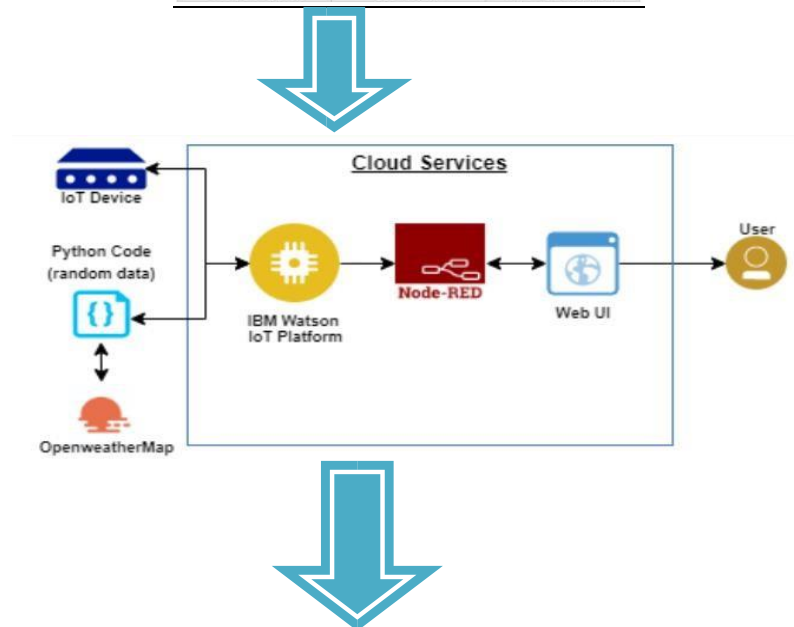 Cloud Services
IoT Device
Python Code
(random data)
{}
OpenweatherMap
IBM Watson
IoT Platform
Node-RED
Web UI
User